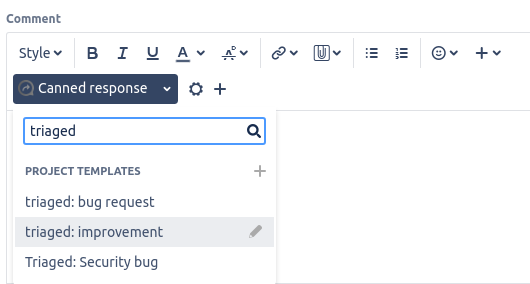 Comment
Style B I U A
Canned response
triaged
PROJECT TEMPLATES
triaged: bug request
triaged: improvement
Triaged: Security bug